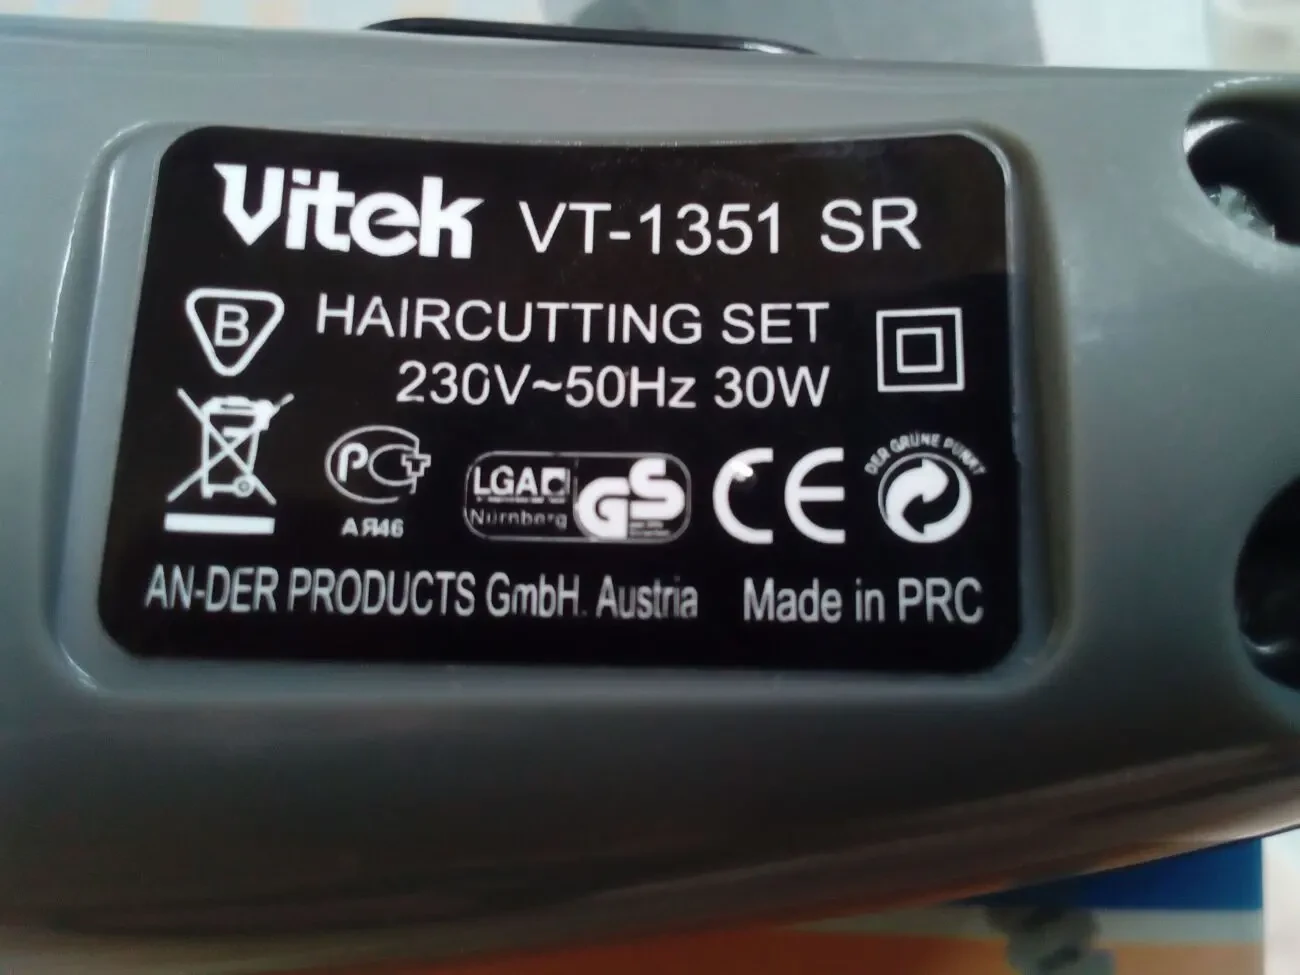 Vitek VT-1351 SR
B HAIRCUTTING SET
230V~50Hz 30W
DER GRÜNE PUNKT
РСТ LGA GS CE
Nürnberg
АЯ46
AN-DER PRODUCTS GmbH. Austria Made in PRC